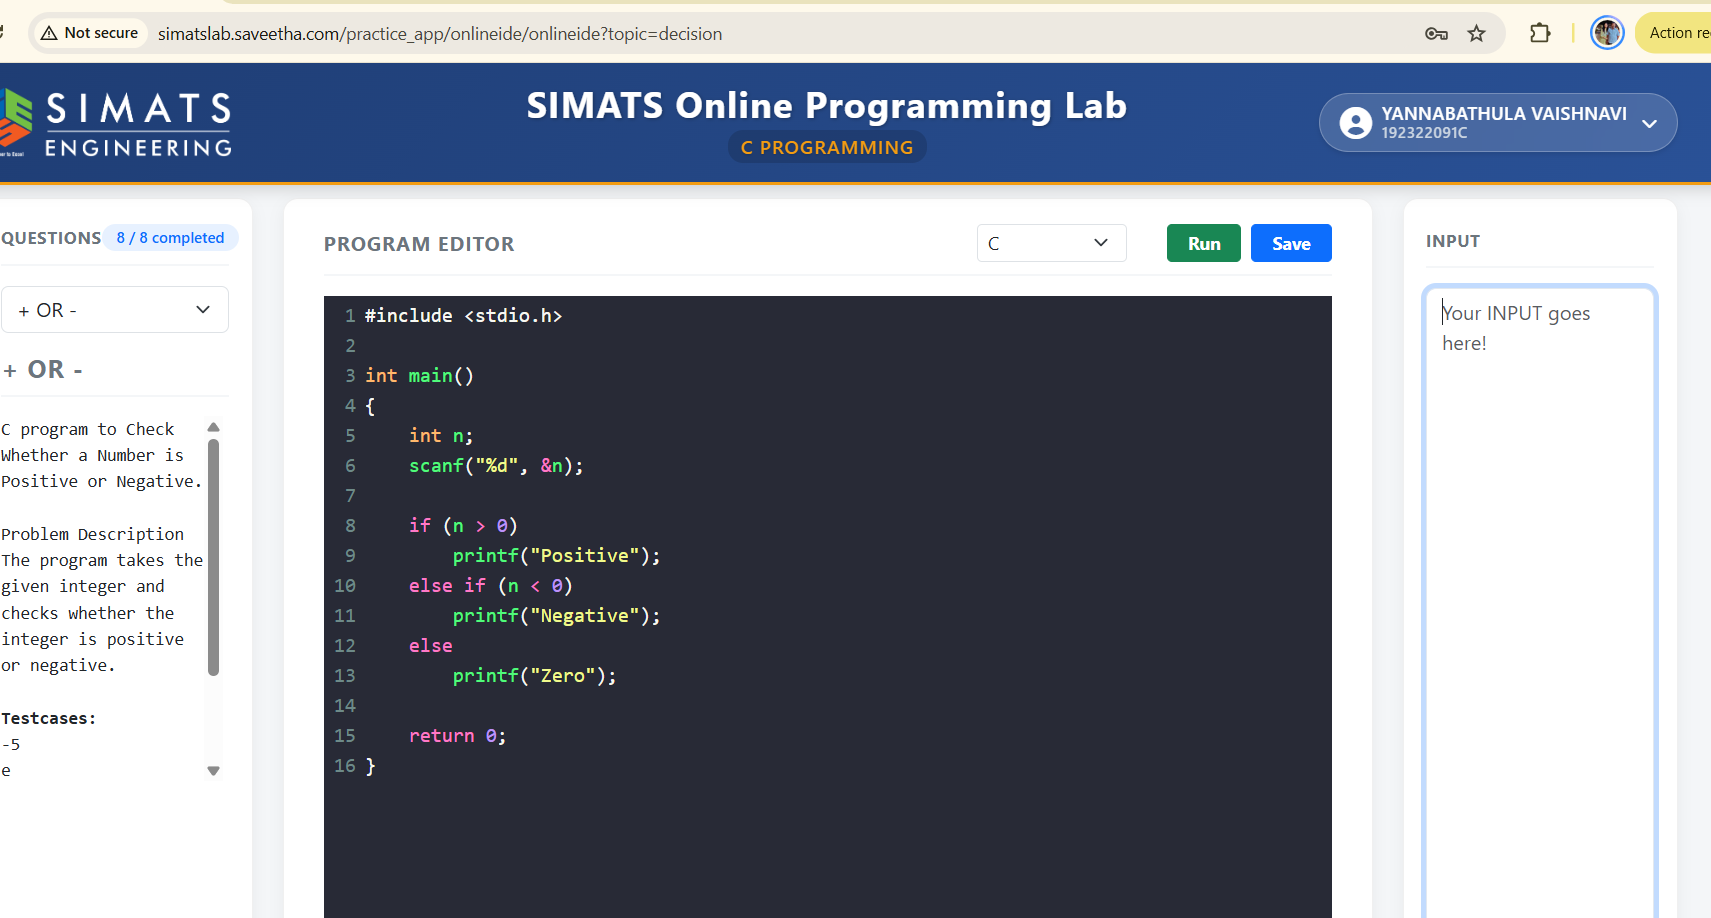 Not secure simatslab.saveetha.com/practice_app/onlineide/onlineide?topic=decision
SIMATS
ENGINEERING
SIMATS Online Programming Lab
C PROGRAMMING
YANNABATHULA VAISHNAVI
192322091C
QUESTIONS 8 / 8 completed
+ OR -
+ OR -
C program to Check
Whether a Number is
Positive or Negative.
Problem Description
The program takes the
given integer and
checks whether the
integer is positive
or negative.
Testcases:
-5
e
PROGRAM EDITOR
C
Run
Save
1 #include <stdio.h>
2
3 int main()
4 {
5     int n;
6     scanf("%d", &n);
7
8     if (n > 0)
9         printf("Positive");
10     else if (n < 0)
11         printf("Negative");
12     else
13         printf("Zero");
14
15     return 0;
16 }
INPUT
Your INPUT goes
here!